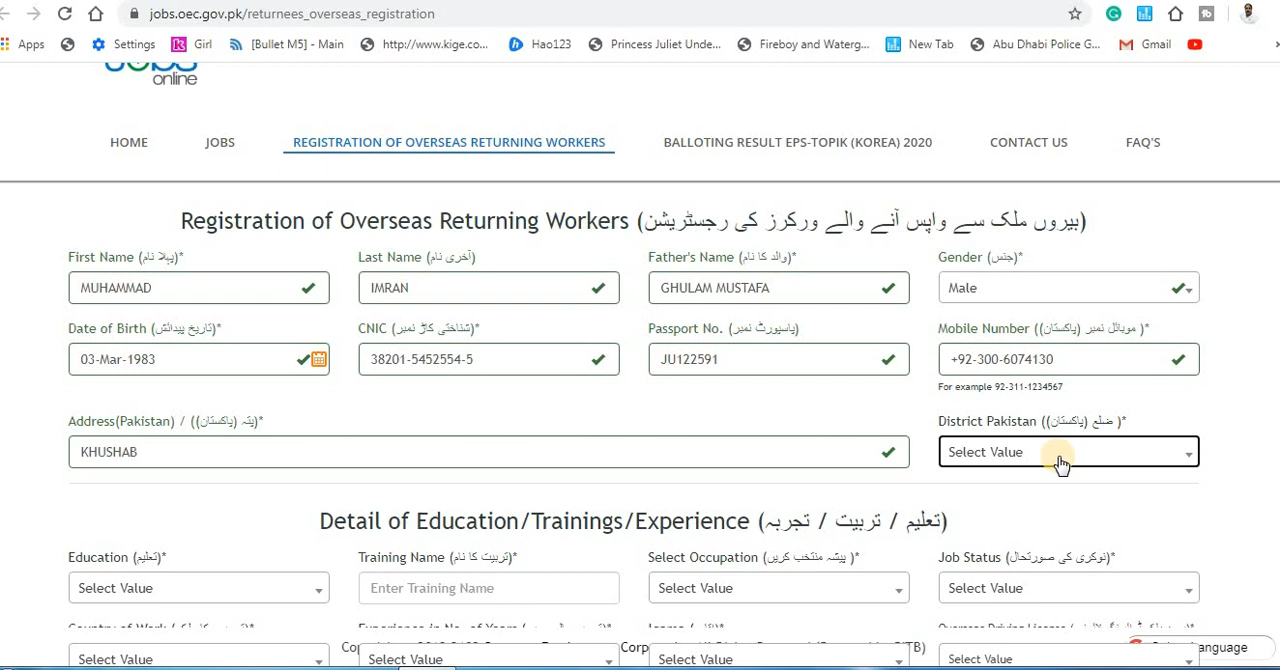 jobs.oec.gov.pk/returnees_overseas_registration
Apps Settings Girl [Bullet M5] - Main http://www.kige.co... Hao123 Princess Juliet Unde... Fireboy and Waterg... New Tab Abu Dhabi Police G... Gmail
online
HOME JOBS REGISTRATION OF OVERSEAS RETURNING WORKERS BALLOTING RESULT EPS-TOPIK (KOREA) 2020 CONTACT US FAQ'S
Registration of Overseas Returning Workers (بیروں ملک سے واپس آنے والے ورکرز کی رجسٹریشن)
First Name (پہلا نام)* Last Name (آخری نام) Father's Name (والد کا نام)* Gender (جنس)*
MUHAMMAD IMRAN GHULAM MUSTAFA Male
Date of Birth (تاریخ پیدائش)* CNIC (شناختی کاڑ نمبر)* Passport No. (پاسپورٹ نمبر) Mobile Number ((پاکستان) موبائل نمبر )*
03-Mar-1983 38201-5452554-5 JU122591 +92-300-6074130
For example 92-311-1234567
Address(Pakistan) / ((پتہ (پاکستان)* District Pakistan ((پاکستان) ضلع )*
KHUSHAB Select Value
Detail of Education/Trainings/Experience (تعلیم / تربیت / تجربہ)
Education (تعلیم)* Training Name (تربیت کا نام)* Select Occupation (پیشہ منتخب کریں )* Job Status (نوکری کی صورتحال)*
Select Value Enter Training Name Select Value Select Value
Select Value Select Value Select Value Select Value